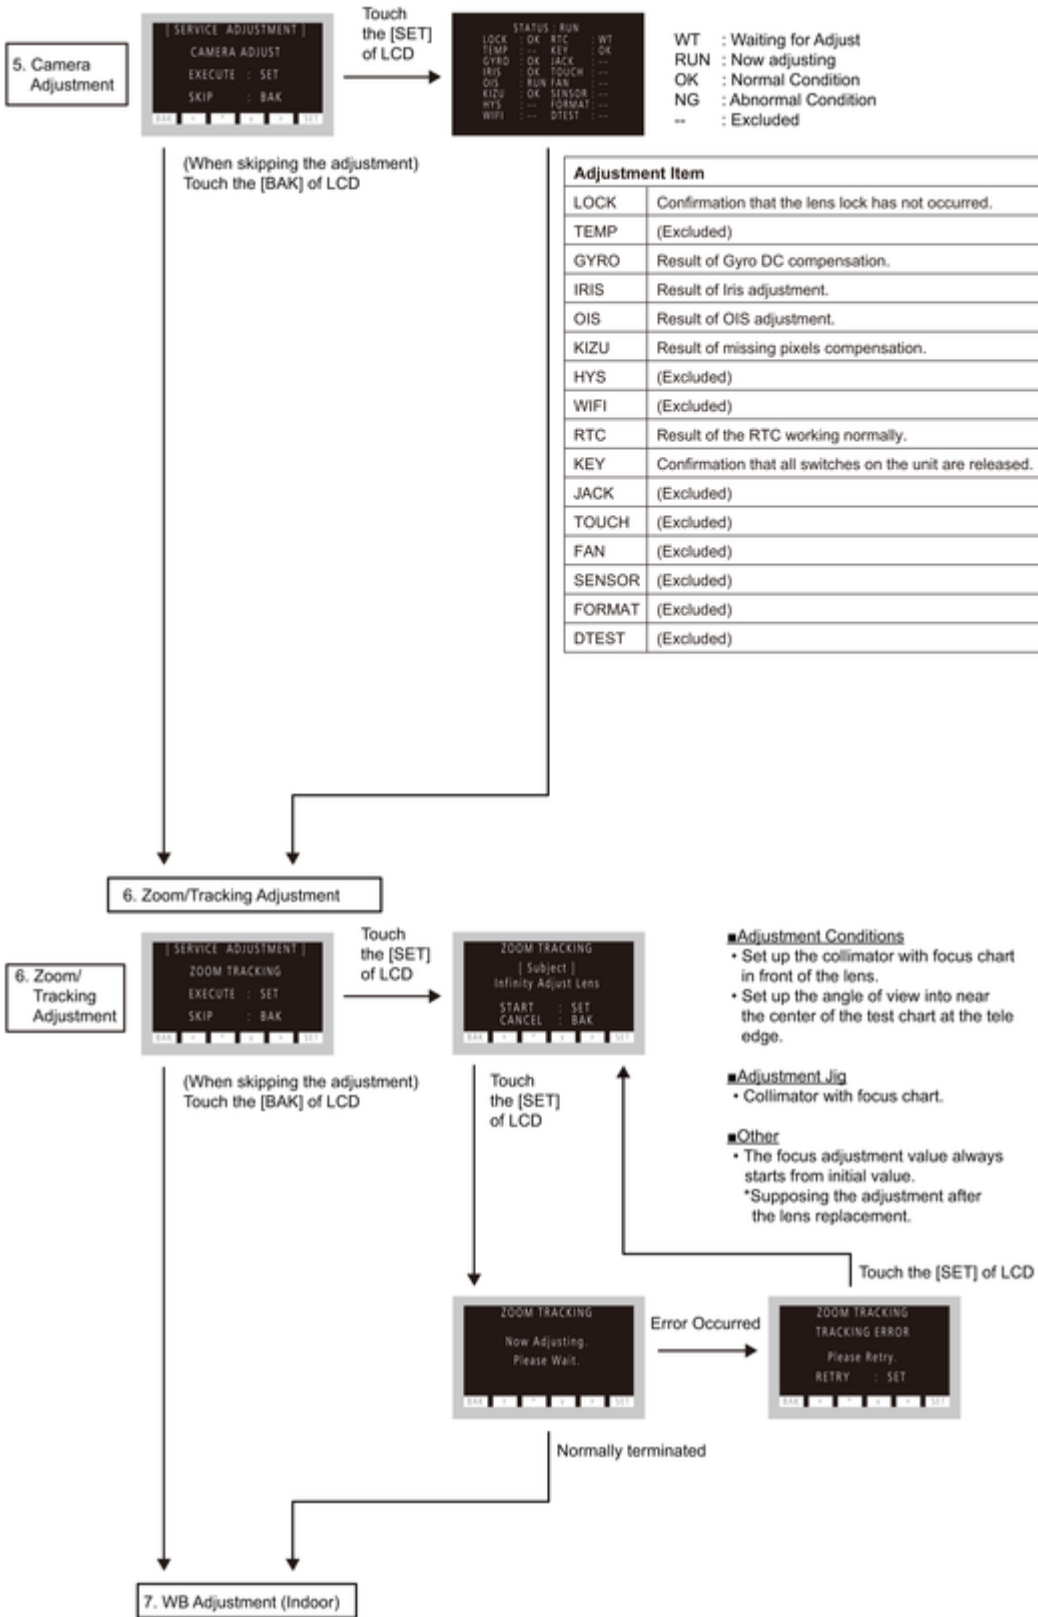 5. Camera
Adjustment
[ SERVICE ADJUSTMENT ]
CAMERA ADJUST
EXECUTE : SET
SKIP : BAK
BAK < ^ v > SET
Touch
the [SET]
of LCD
STATUS : RUN
LOCK : OK RTC : WT
TEMP : -- KEY : OK
GYRO : OK JACK : --
IRIS : OK TOUCH : --
OIS : RUN FAN : --
KIZU : OK SENSOR : --
HYS : -- FORMAT : --
WIFI : -- DTEST : --
WT : Waiting for Adjust
RUN : Now adjusting
OK : Normal Condition
NG : Abnormal Condition
-- : Excluded
(When skipping the adjustment)
Touch the [BAK] of LCD
Adjustment Item
LOCK Confirmation that the lens lock has not occurred.
TEMP (Excluded)
GYRO Result of Gyro DC compensation.
IRIS Result of Iris adjustment.
OIS Result of OIS adjustment.
KIZU Result of missing pixels compensation.
HYS (Excluded)
WIFI (Excluded)
RTC Result of the RTC working normally.
KEY Confirmation that all switches on the unit are released.
JACK (Excluded)
TOUCH (Excluded)
FAN (Excluded)
SENSOR (Excluded)
FORMAT (Excluded)
DTEST (Excluded)
6. Zoom/Tracking Adjustment
6. Zoom/
Tracking
Adjustment
[ SERVICE ADJUSTMENT ]
ZOOM TRACKING
EXECUTE : SET
SKIP : BAK
BAK < ^ v > SET
Touch
the [SET]
of LCD
ZOOM TRACKING
[ Subject ]
Infinity Adjust Lens
START : SET
CANCEL : BAK
BAK < ^ v > SET
■Adjustment Conditions
• Set up the collimator with focus chart
in front of the lens.
• Set up the angle of view into near
the center of the test chart at the tele
edge.
■Adjustment Jig
• Collimator with focus chart.
■Other
• The focus adjustment value always
starts from initial value.
*Supposing the adjustment after
the lens replacement.
(When skipping the adjustment)
Touch the [BAK] of LCD
Touch
the [SET]
of LCD
Touch the [SET] of LCD
ZOOM TRACKING
Now Adjusting.
Please Wait.
BAK < ^ v > SET
Error Occurred
ZOOM TRACKING
TRACKING ERROR
Please Retry.
RETRY : SET
BAK < ^ v > SET
Normally terminated
7. WB Adjustment (Indoor)